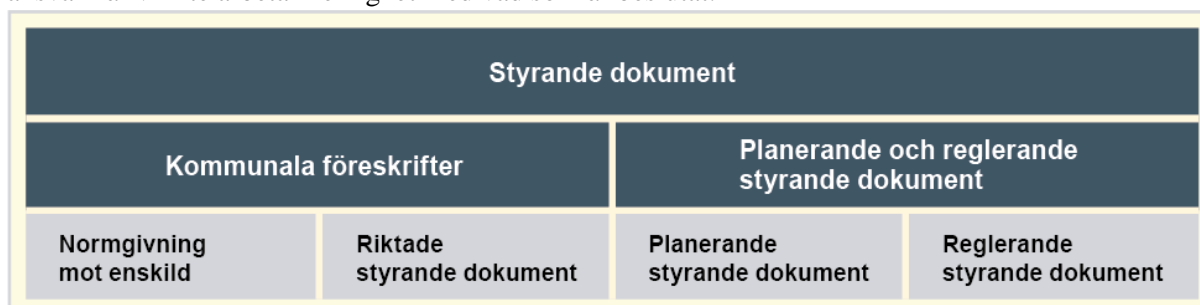 Styrande dokument
Kommunala föreskrifter
Planerande och reglerande
styrande dokument
Normgivning
mot enskild
Riktade
styrande dokument
Planerande
styrande dokument
Reglerande
styrande dokument